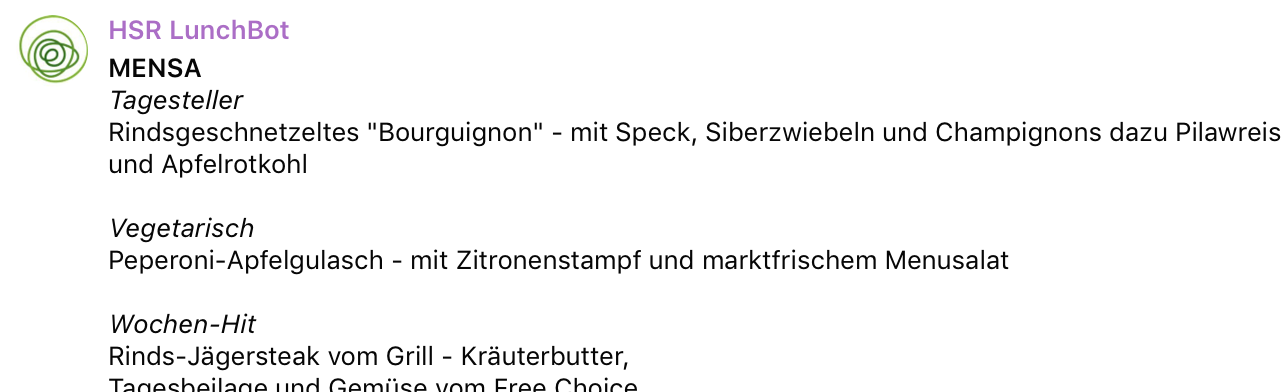 HSR LunchBot
MENSA
Tagesteller
Rindsgeschnetzeltes "Bourguignon" - mit Speck, Siberzwiebeln und Champignons dazu Pilawreis
und Apfelrotkohl
Vegetarisch
Peperoni-Apfelgulasch - mit Zitronenstampf und marktfrischem Menusalat
Wochen-Hit
Rinds-Jägersteak vom Grill - Kräuterbutter,
Tagesbeilage und Gemüse vom Free Choice